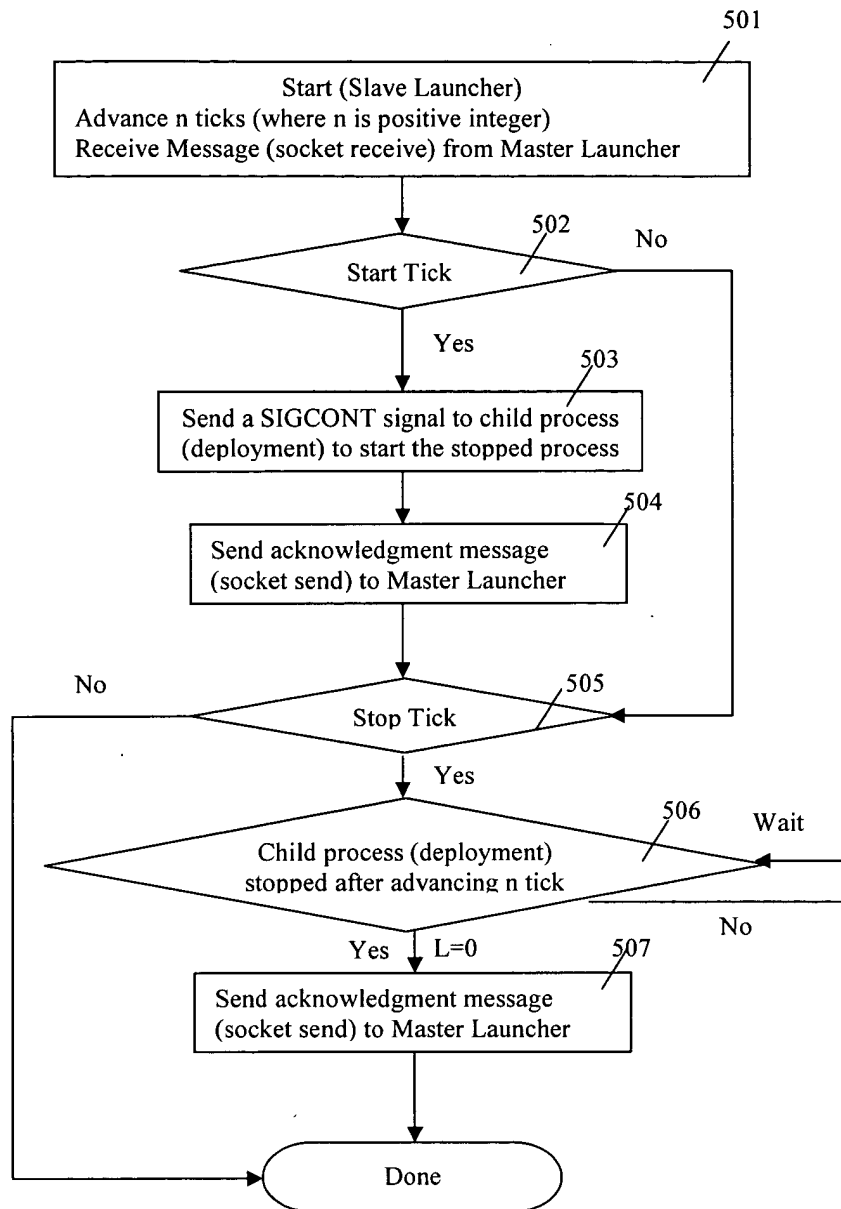 501
Start (Slave Launcher)
Advance n ticks (where n is positive integer)
Receive Message (socket receive) from Master Launcher
502
No
Start Tick
Yes
503
Send a SIGCONT signal to child process
(deployment) to start the stopped process
504
Send acknowledgment message
(socket send) to Master Launcher
No
505
Stop Tick
Yes
506
Wait
Child process (deployment)
stopped after advancing n tick
No
Yes L=0
507
Send acknowledgment message
(socket send) to Master Launcher
Done